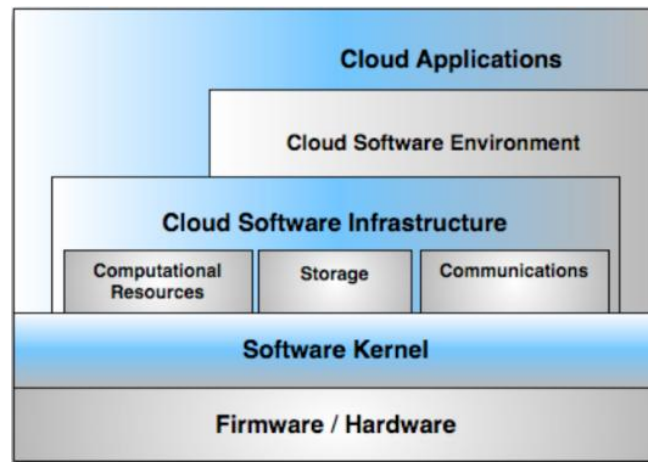 Cloud Applications
Cloud Software Environment
Cloud Software Infrastructure
Computational
Resources
Storage
Communications
Software Kernel
Firmware / Hardware